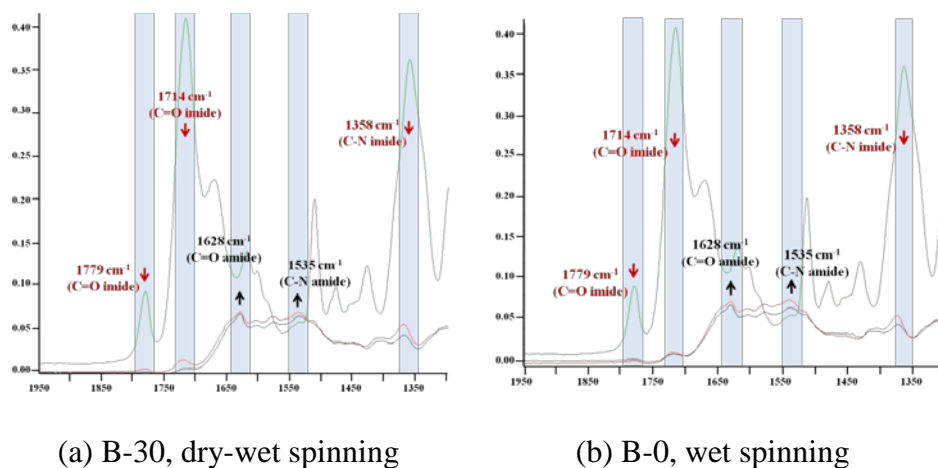 0.40
0.35
0.30
0.25
0.20
0.15
0.10
0.05
0.00
1714 cm⁻¹
(C=O imide)
1358 cm⁻¹
(C-N imide)
1628 cm⁻¹
(C=O amide)
1779 cm⁻¹
(C=O imide)
1535 cm⁻¹
(C-N amide)
1950 1850 1750 1650 1550 1450 1350
(a) B-30, dry-wet spinning
0.40
0.35
0.30
0.25
0.20
0.15
0.10
0.05
0.00
1714 cm⁻¹
(C=O imide)
1358 cm⁻¹
(C-N imide)
1628 cm⁻¹
(C=O amide)
1535 cm⁻¹
(C-N amide)
1779 cm⁻¹
(C=O imide)
1950 1850 1750 1650 1550 1450 1350
(b) B-0, wet spinning